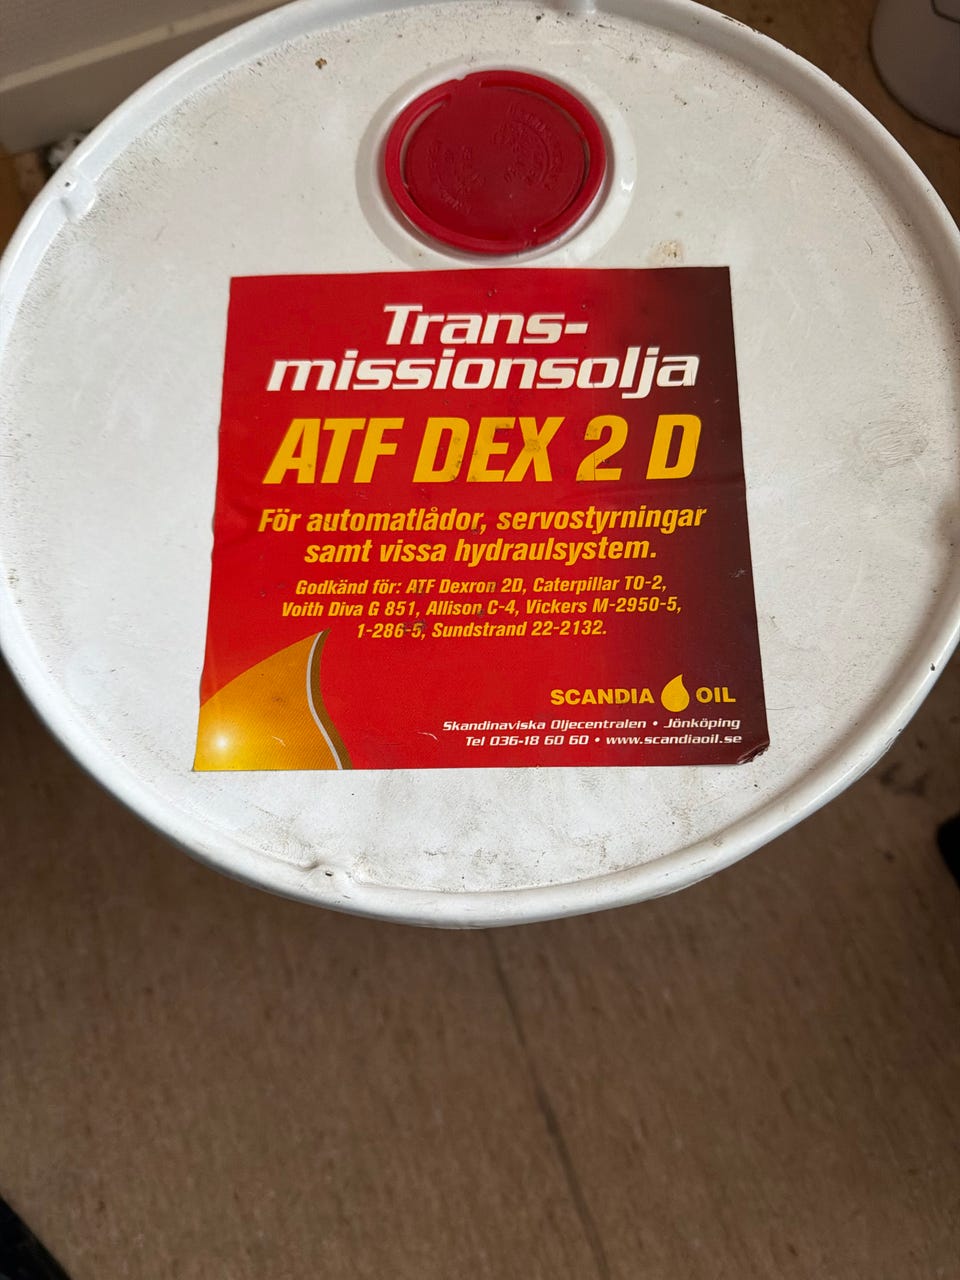 Trans-
missionsolja
ATF DEX 2 D
För automatlådor, servostyrningar
samt vissa hydraulsystem.
Godkänd för: ATF Dexron 2D, Caterpillar TO-2,
Voith Diva G 851, Allison C-4, Vickers M-2950-5,
1-286-5, Sundstrand 22-2132.
SCANDIA OIL
Skandinaviska Oljecentralen • Jönköping
Tel 036-18 60 60 • www.scandiaoil.se